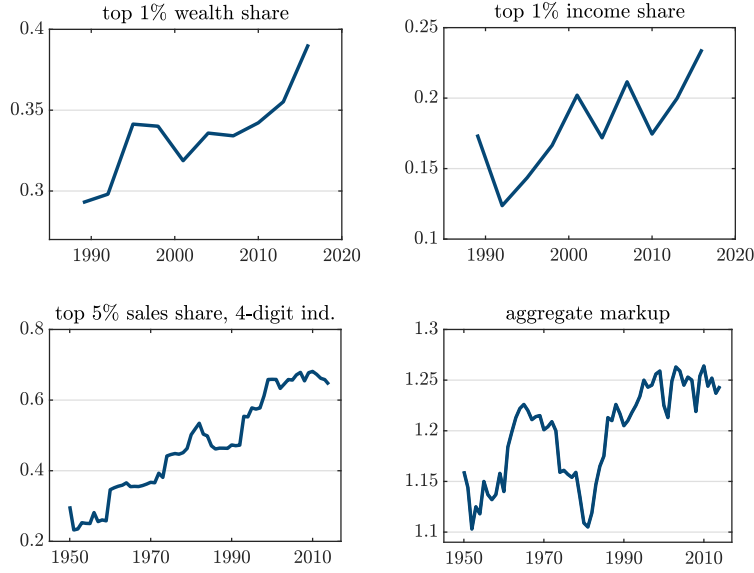 top 1% wealth share
0.4
0.35
0.3
1990 2000 2010 2020
top 1% income share
0.25
0.2
0.15
0.1
1990 2000 2010 2020
top 5% sales share, 4-digit ind.
0.8
0.6
0.4
0.2
1950 1970 1990 2010
aggregate markup
1.3
1.25
1.2
1.15
1.1
1950 1970 1990 2010